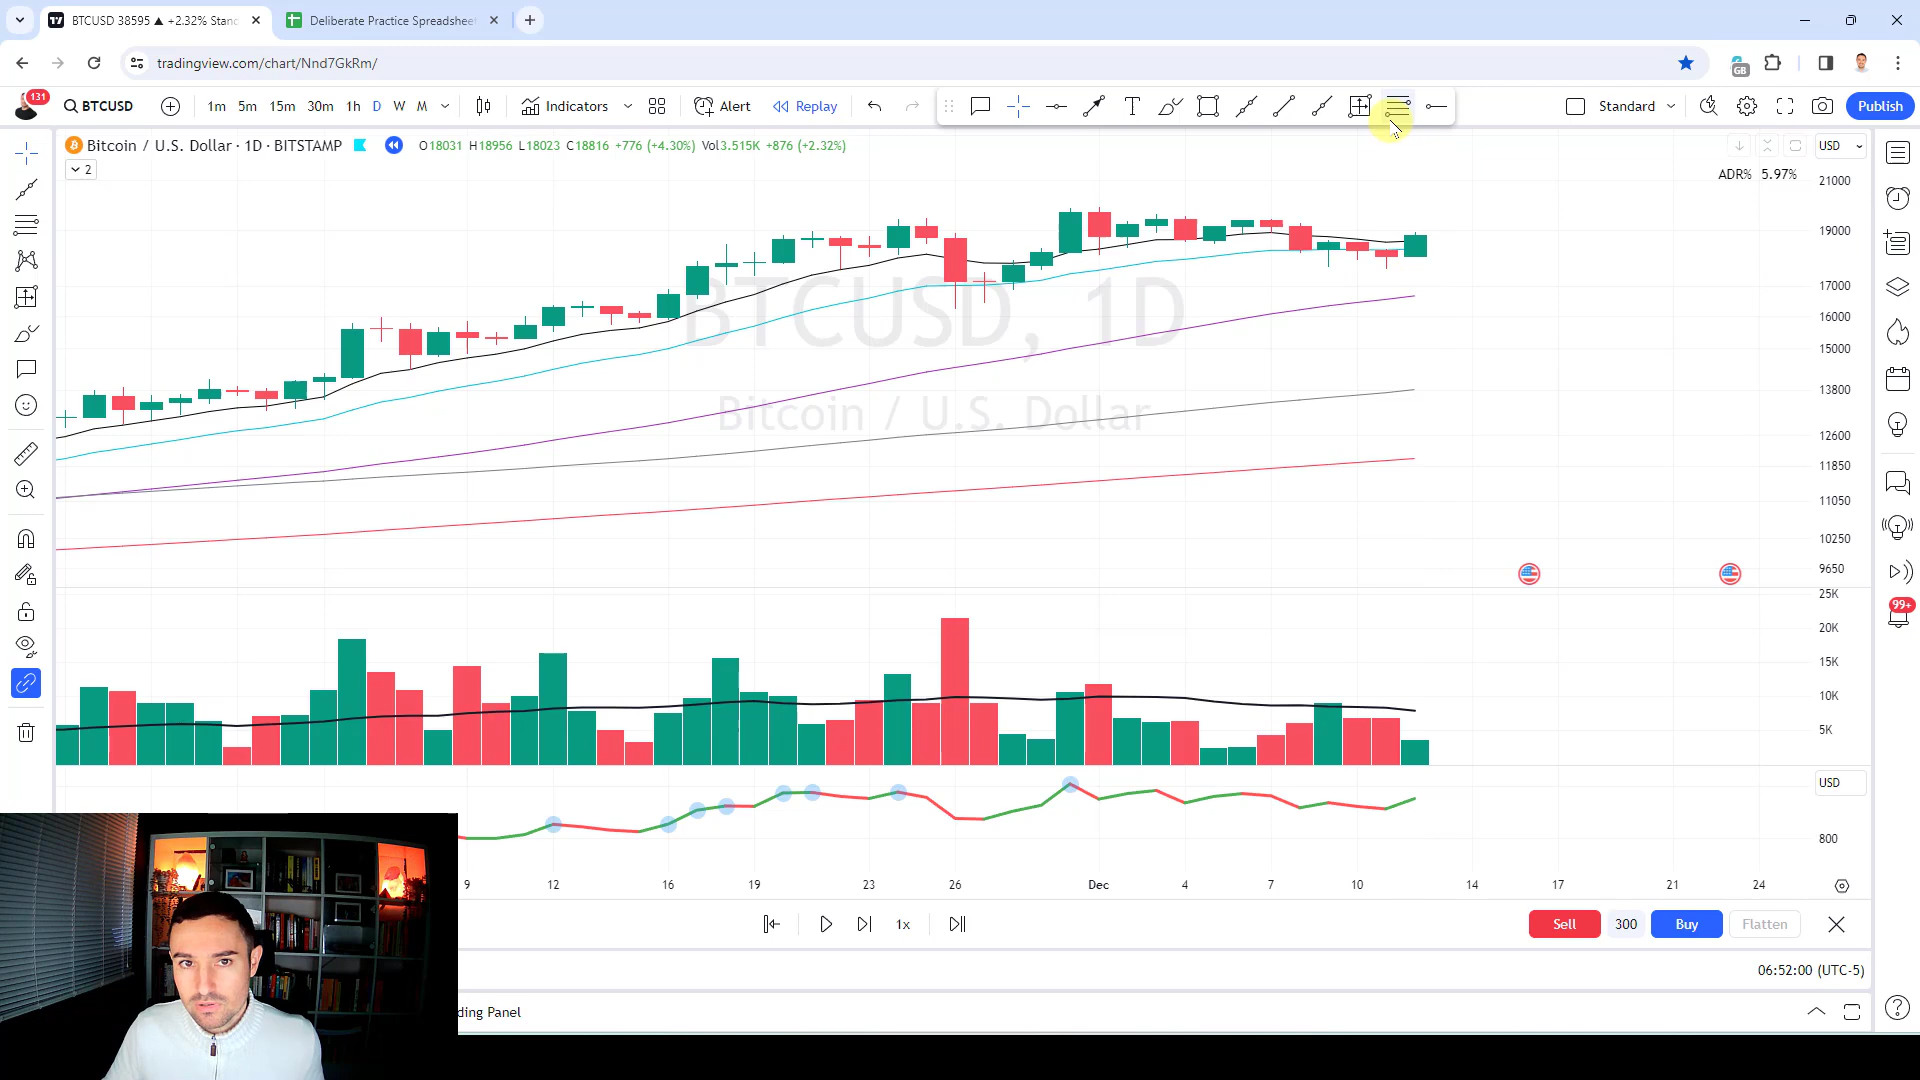 BTCUSD 38595 ▲ +2.32% Stan
Deliberate Practice Spreadshee
tradingview.com/chart/Nnd7GkRm/
GB
131
BTCUSD
1m 5m 15m 30m 1h D W M
Indicators
Alert
Replay
Standard
Publish
Bitcoin / U.S. Dollar · 1D · BITSTAMP
O18031 H18956 L18023 C18816 +776 (+4.30%) Vol3.515K +876 (+2.32%)
USD
2
ADR% 5.97%
21000
19000
17000
16000
15000
13800
12600
11850
11050
10250
9650
BTCUSD, 1D
Bitcoin / U.S. Dollar
25K
20K
15K
10K
5K
99+
USD
800
9 12 16 19 23 26 Dec 4 7 10 14 17 21 24
1x
Sell 300 Buy Flatten
06:52:00 (UTC-5)
ding Panel